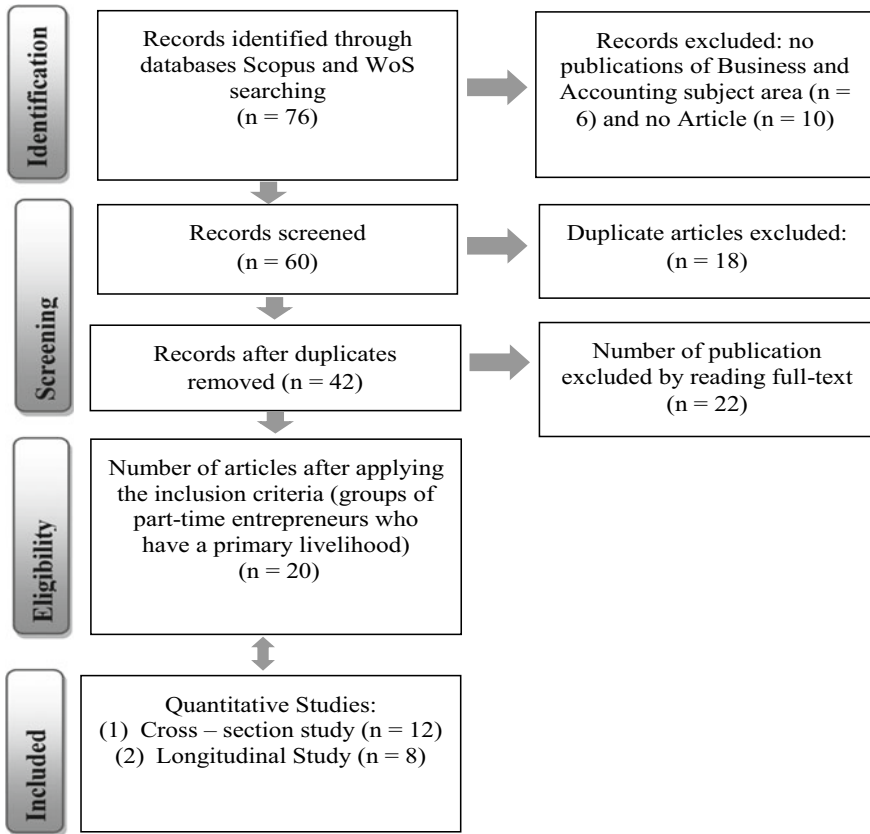 Identification
Records identified through
databases Scopus and WoS
searching
(n = 76)
Records excluded: no
publications of Business and
Accounting subject area (n =
6) and no Article (n = 10)
Screening
Records screened
(n = 60)
Duplicate articles excluded:
(n = 18)
Records after duplicates
removed (n = 42)
Number of publication
excluded by reading full-text
(n = 22)
Eligibility
Number of articles after applying
the inclusion criteria (groups of
part-time entrepreneurs who
have a primary livelihood)
(n = 20)
Included
Quantitative Studies:
(1) Cross – section study (n = 12)
(2) Longitudinal Study (n = 8)